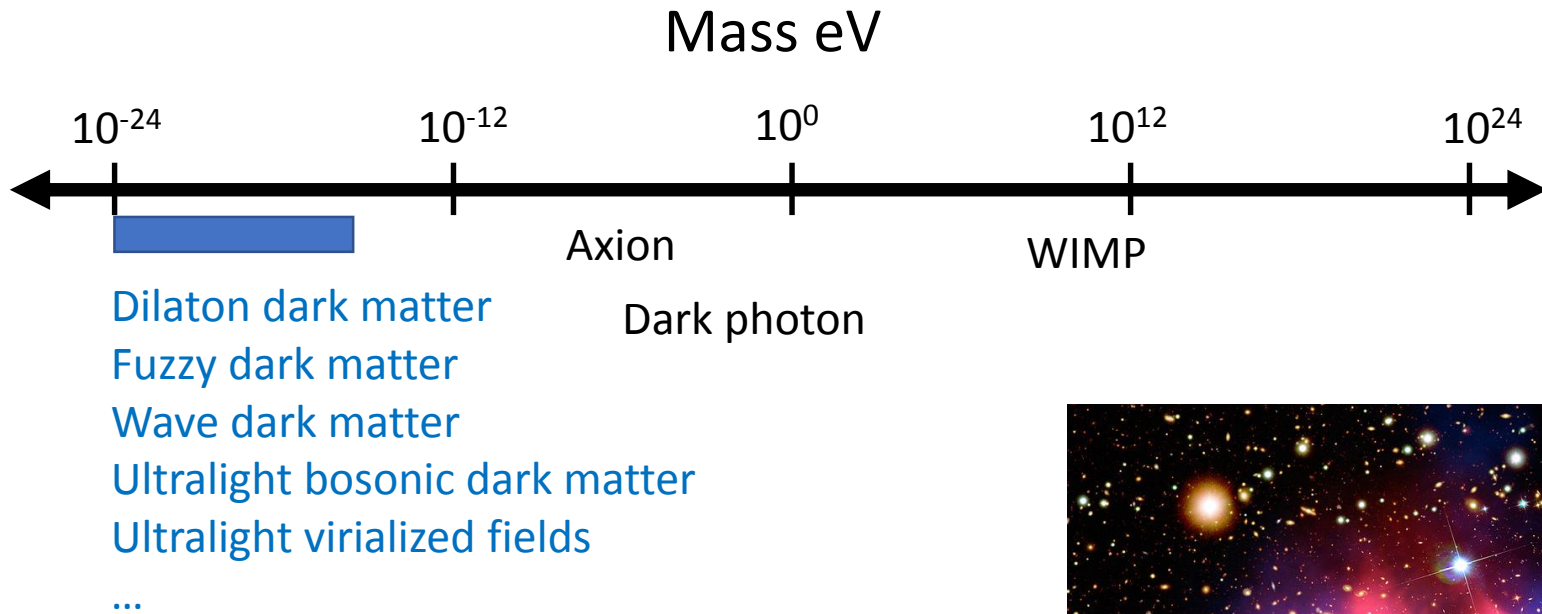 Mass eV
10⁻²⁴ 10⁻¹² 10⁰ 10¹² 10²⁴
Axion WIMP
Dilaton dark matter Dark photon
Fuzzy dark matter
Wave dark matter
Ultralight bosonic dark matter
Ultralight virialized fields
...